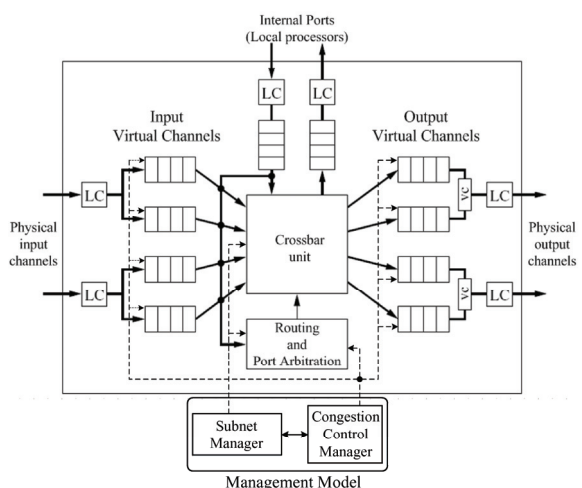 Internal Ports
(Local processors)
LC
LC
Input
Virtual Channels
Output
Virtual Channels
LC
VC
LC
Physical
input
channels
Crossbar
unit
Physical
output
channels
LC
VC
LC
Routing
and
Port Arbitration
Subnet
Manager
Congestion
Control
Manager
Management Model